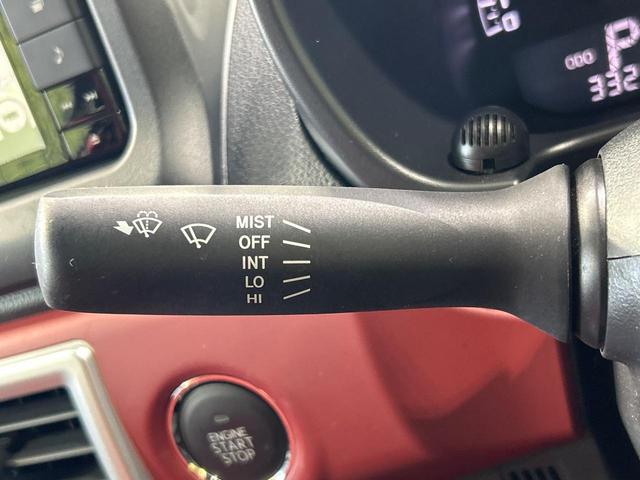 MIST
OFF
INT
LO
HI
ENGINE
START
STOP